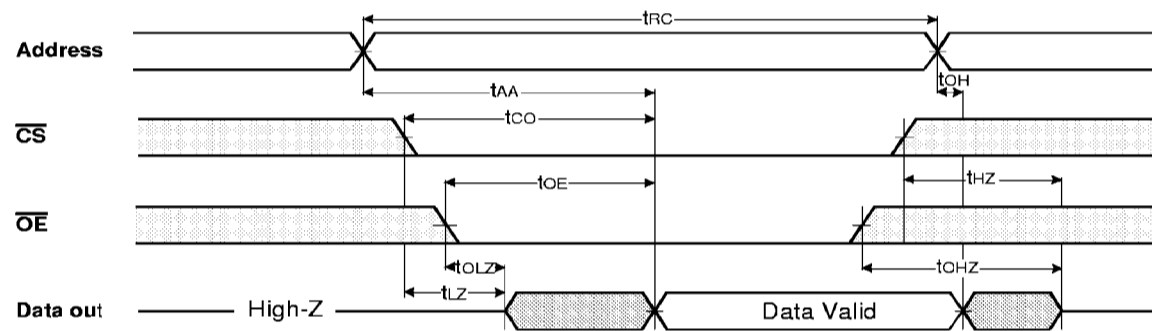 tRC
Address
tOH
tAA
tCO
CS
tHZ
tOE
OE
tOLZ
tOHZ
tLZ
Data out
High-Z
Data Valid